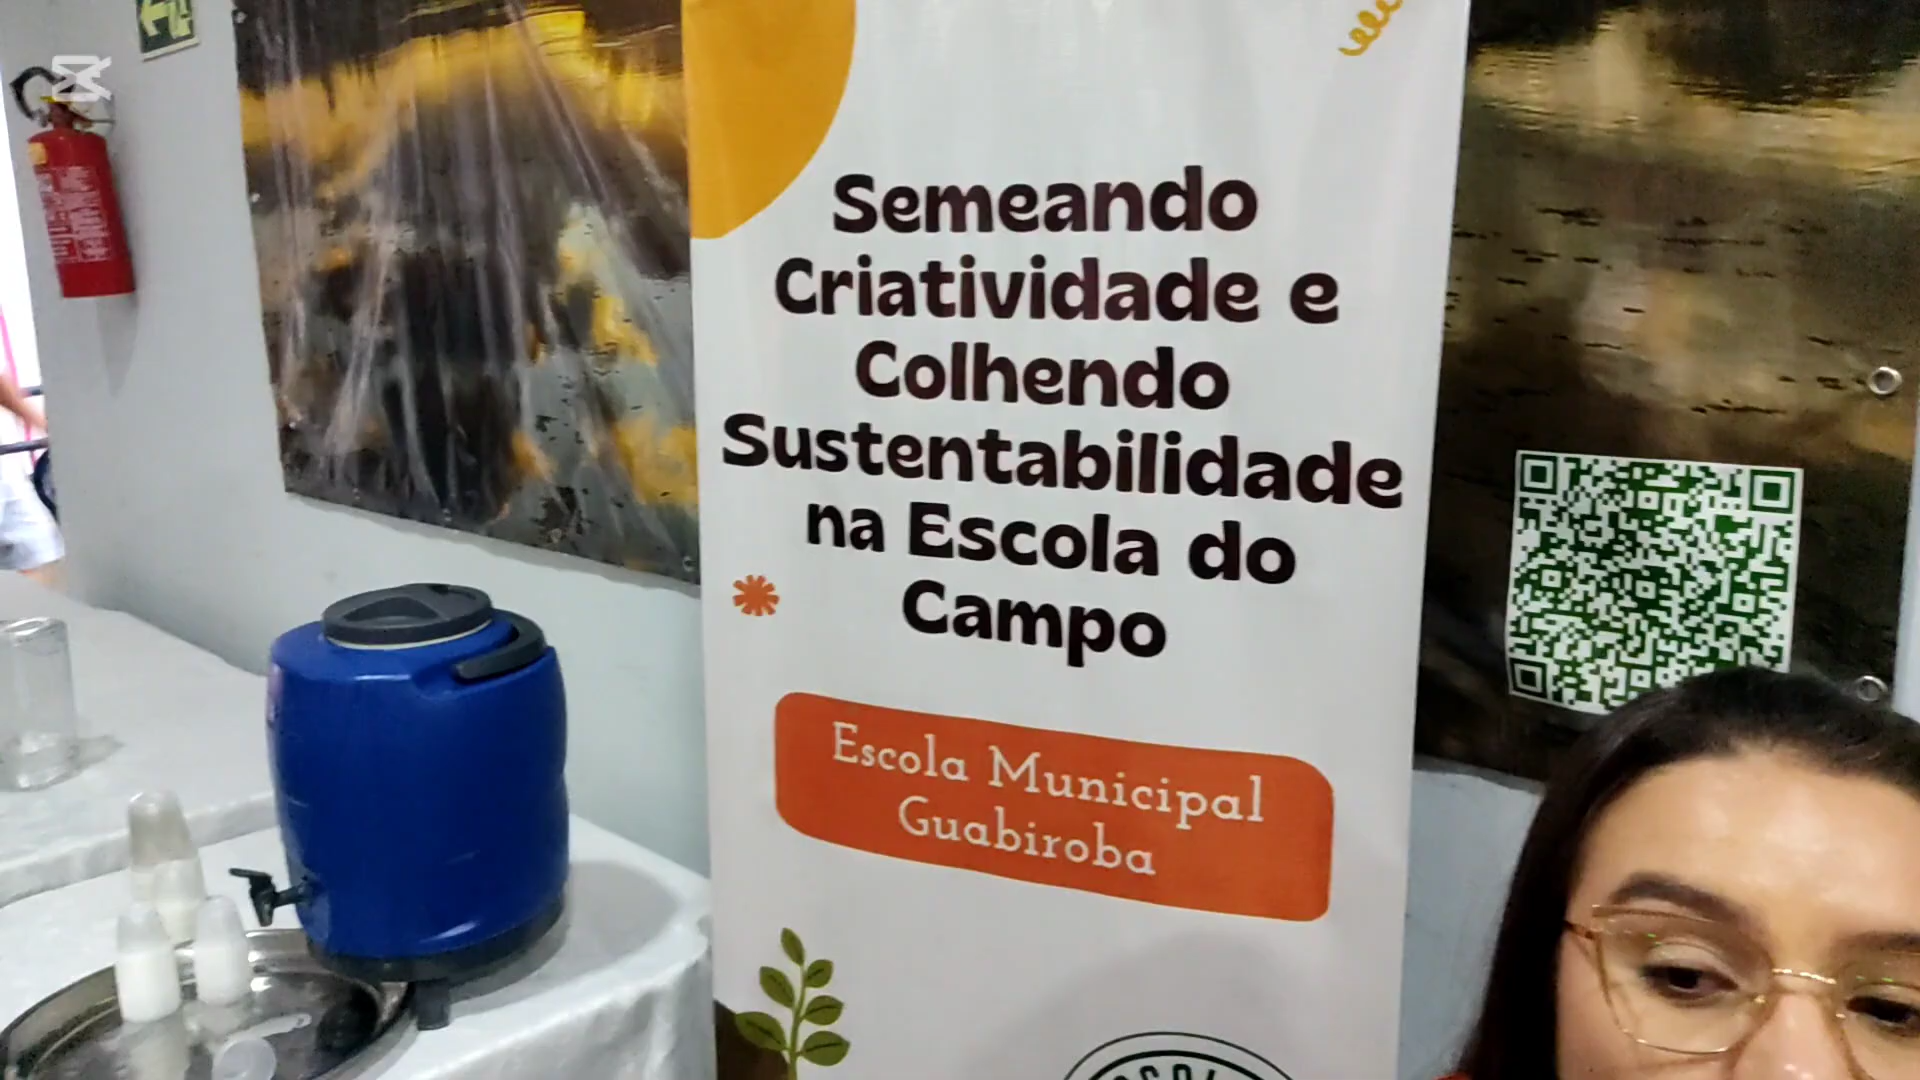 Semeando
Criatividade e
Colhendo
Sustentabilidade
na Escola do
Campo
Escola Municipal
Guabiroba